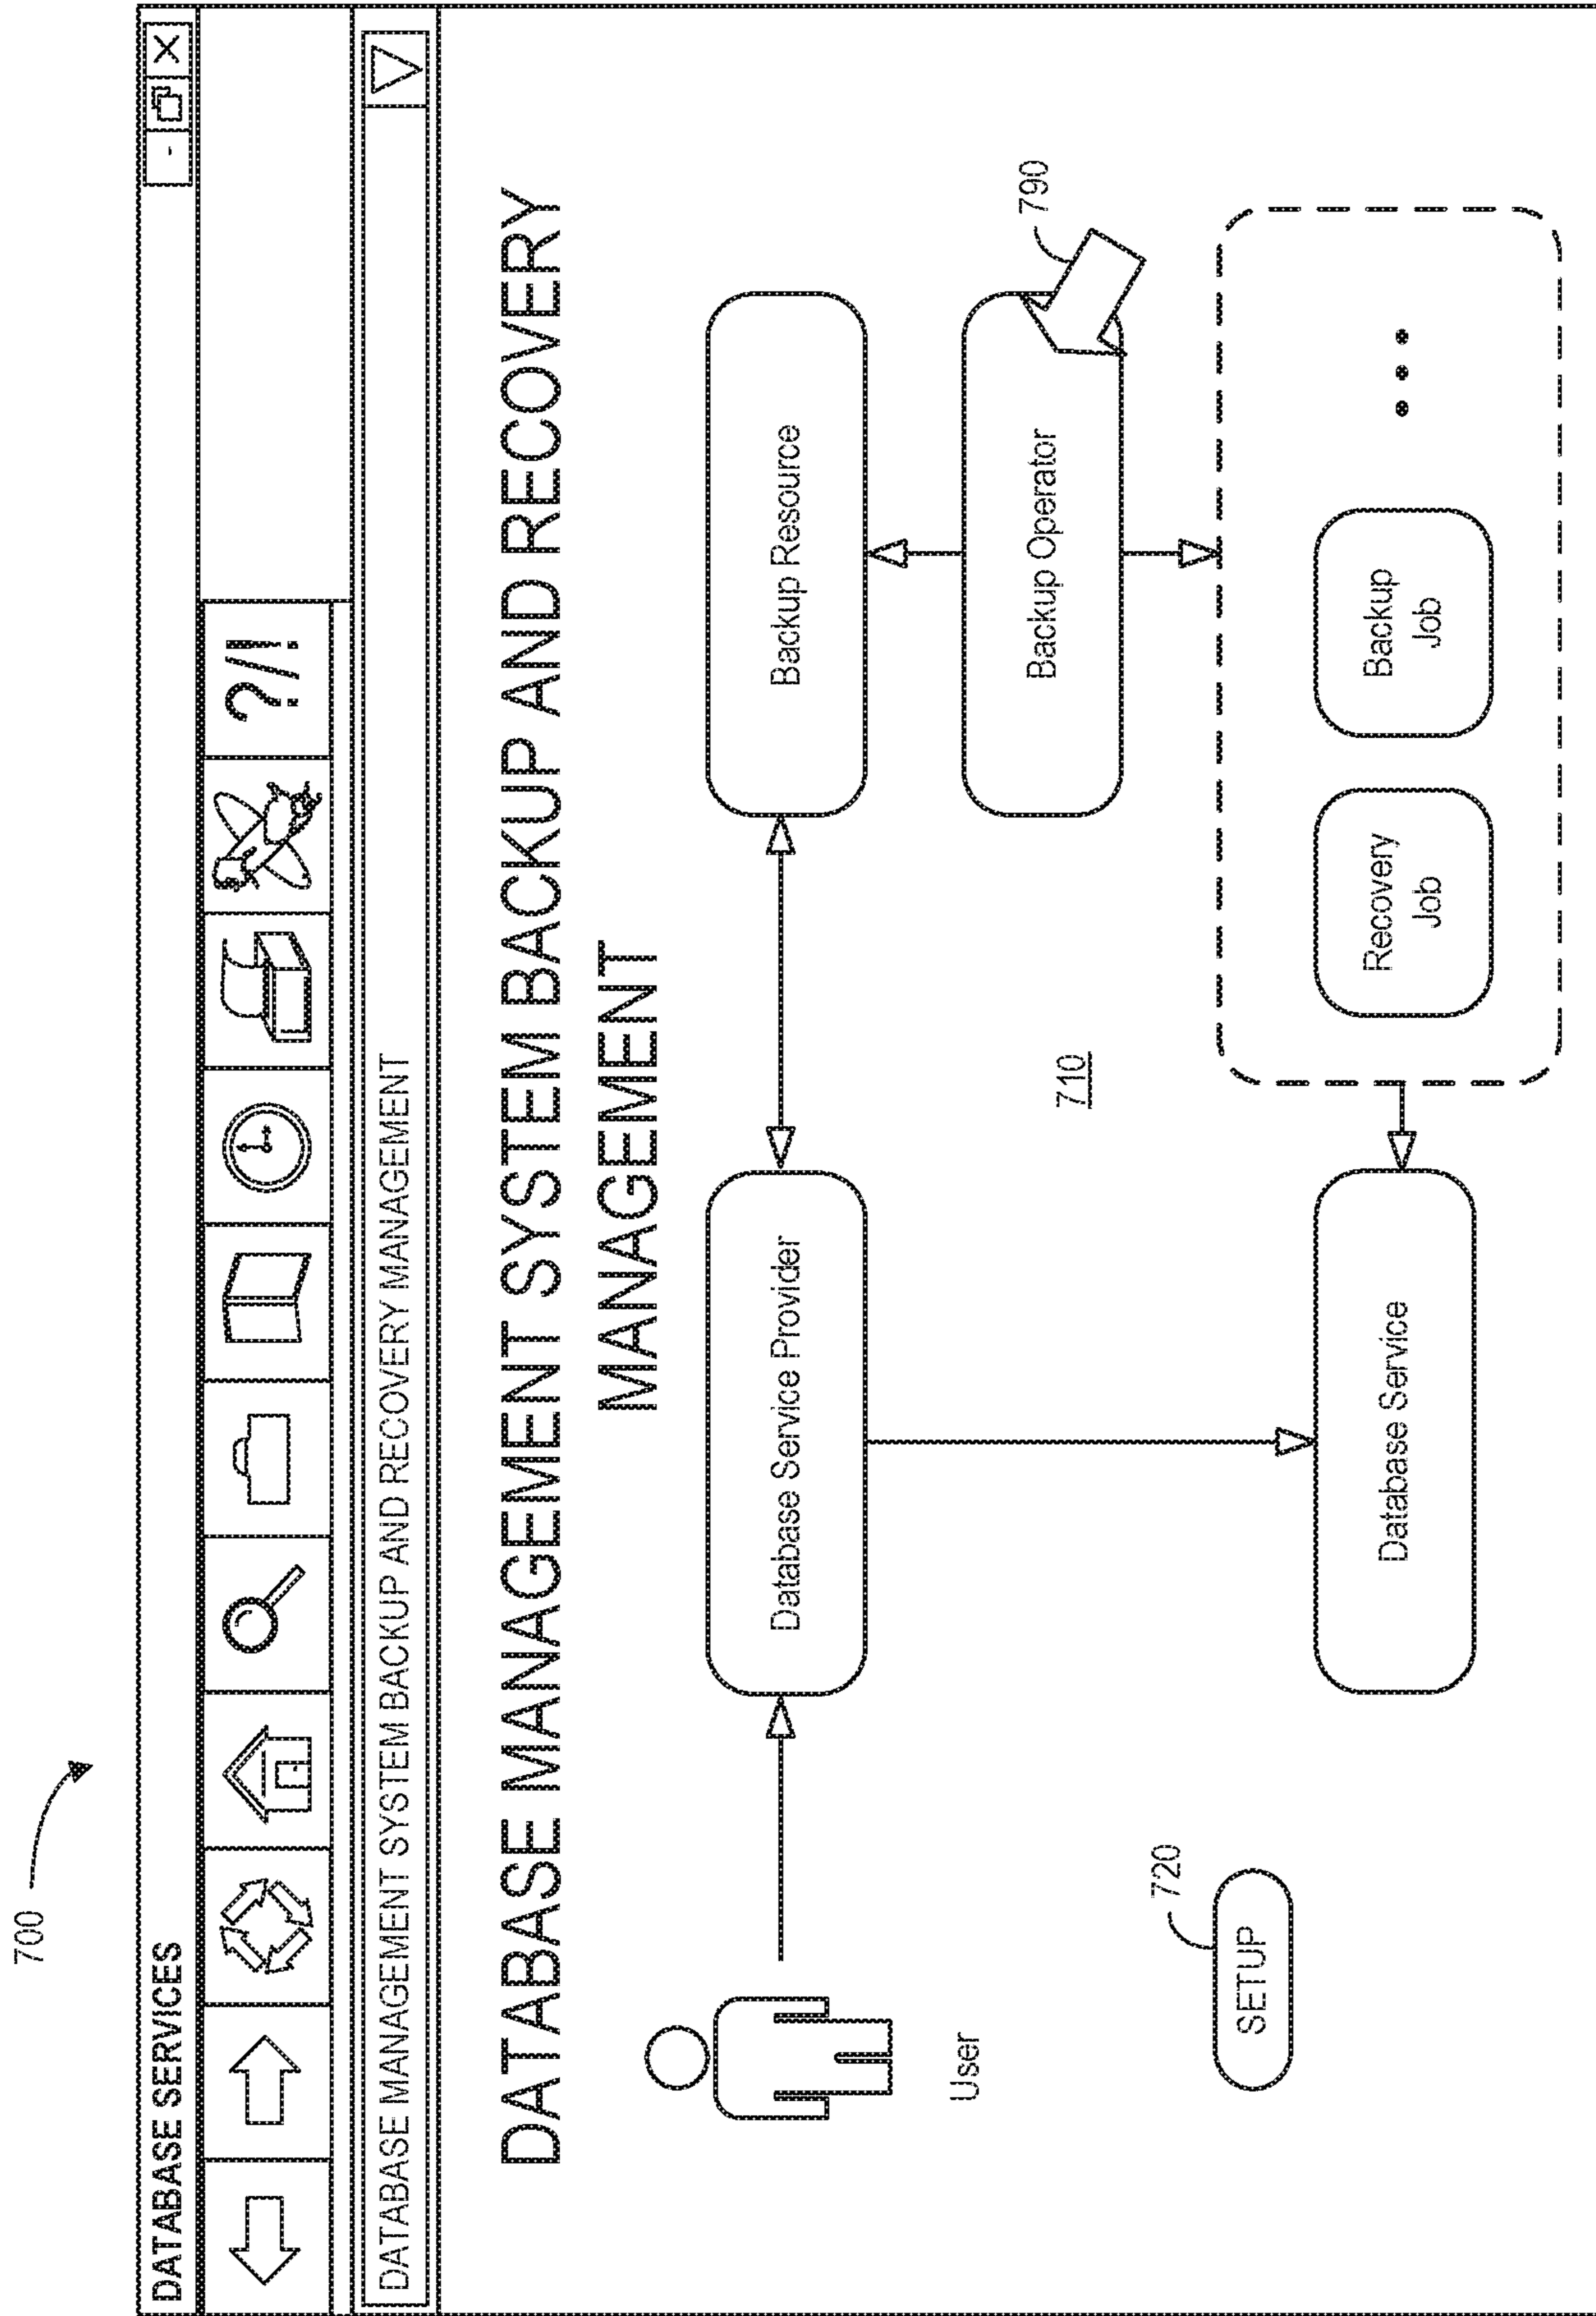 700
DATABASE SERVICES
- X
?/!
DATABASE MANAGEMENT SYSTEM BACKUP AND RECOVERY MANAGEMENT
DATABASE MANAGEMENT SYSTEM BACKUP AND RECOVERY
MANAGEMENT
User
Database Service Provider
Backup Resource
Backup Operator
790
710
720
SETUP
Database Service
Recovery
Job
Backup
Job
• • •